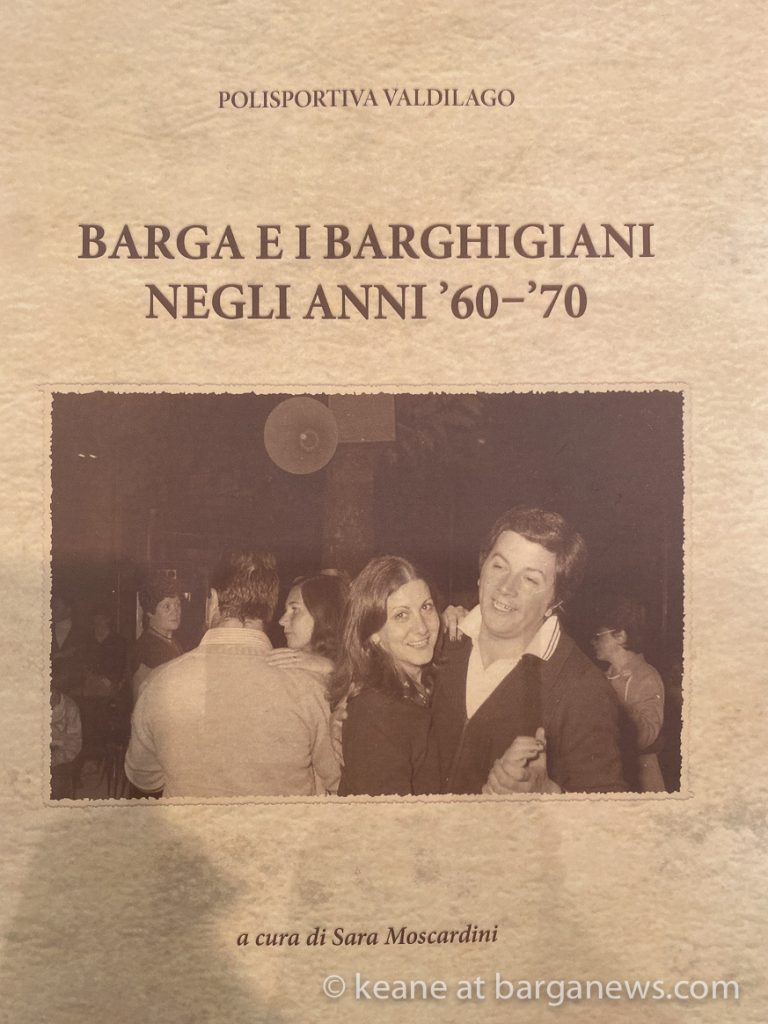 POLISPORTIVA VALDILAGO
BARGA E I BARGHIGIANI
NEGLI ANNI ’60–’70
a cura di Sara Moscardini
© keane at barganews.com